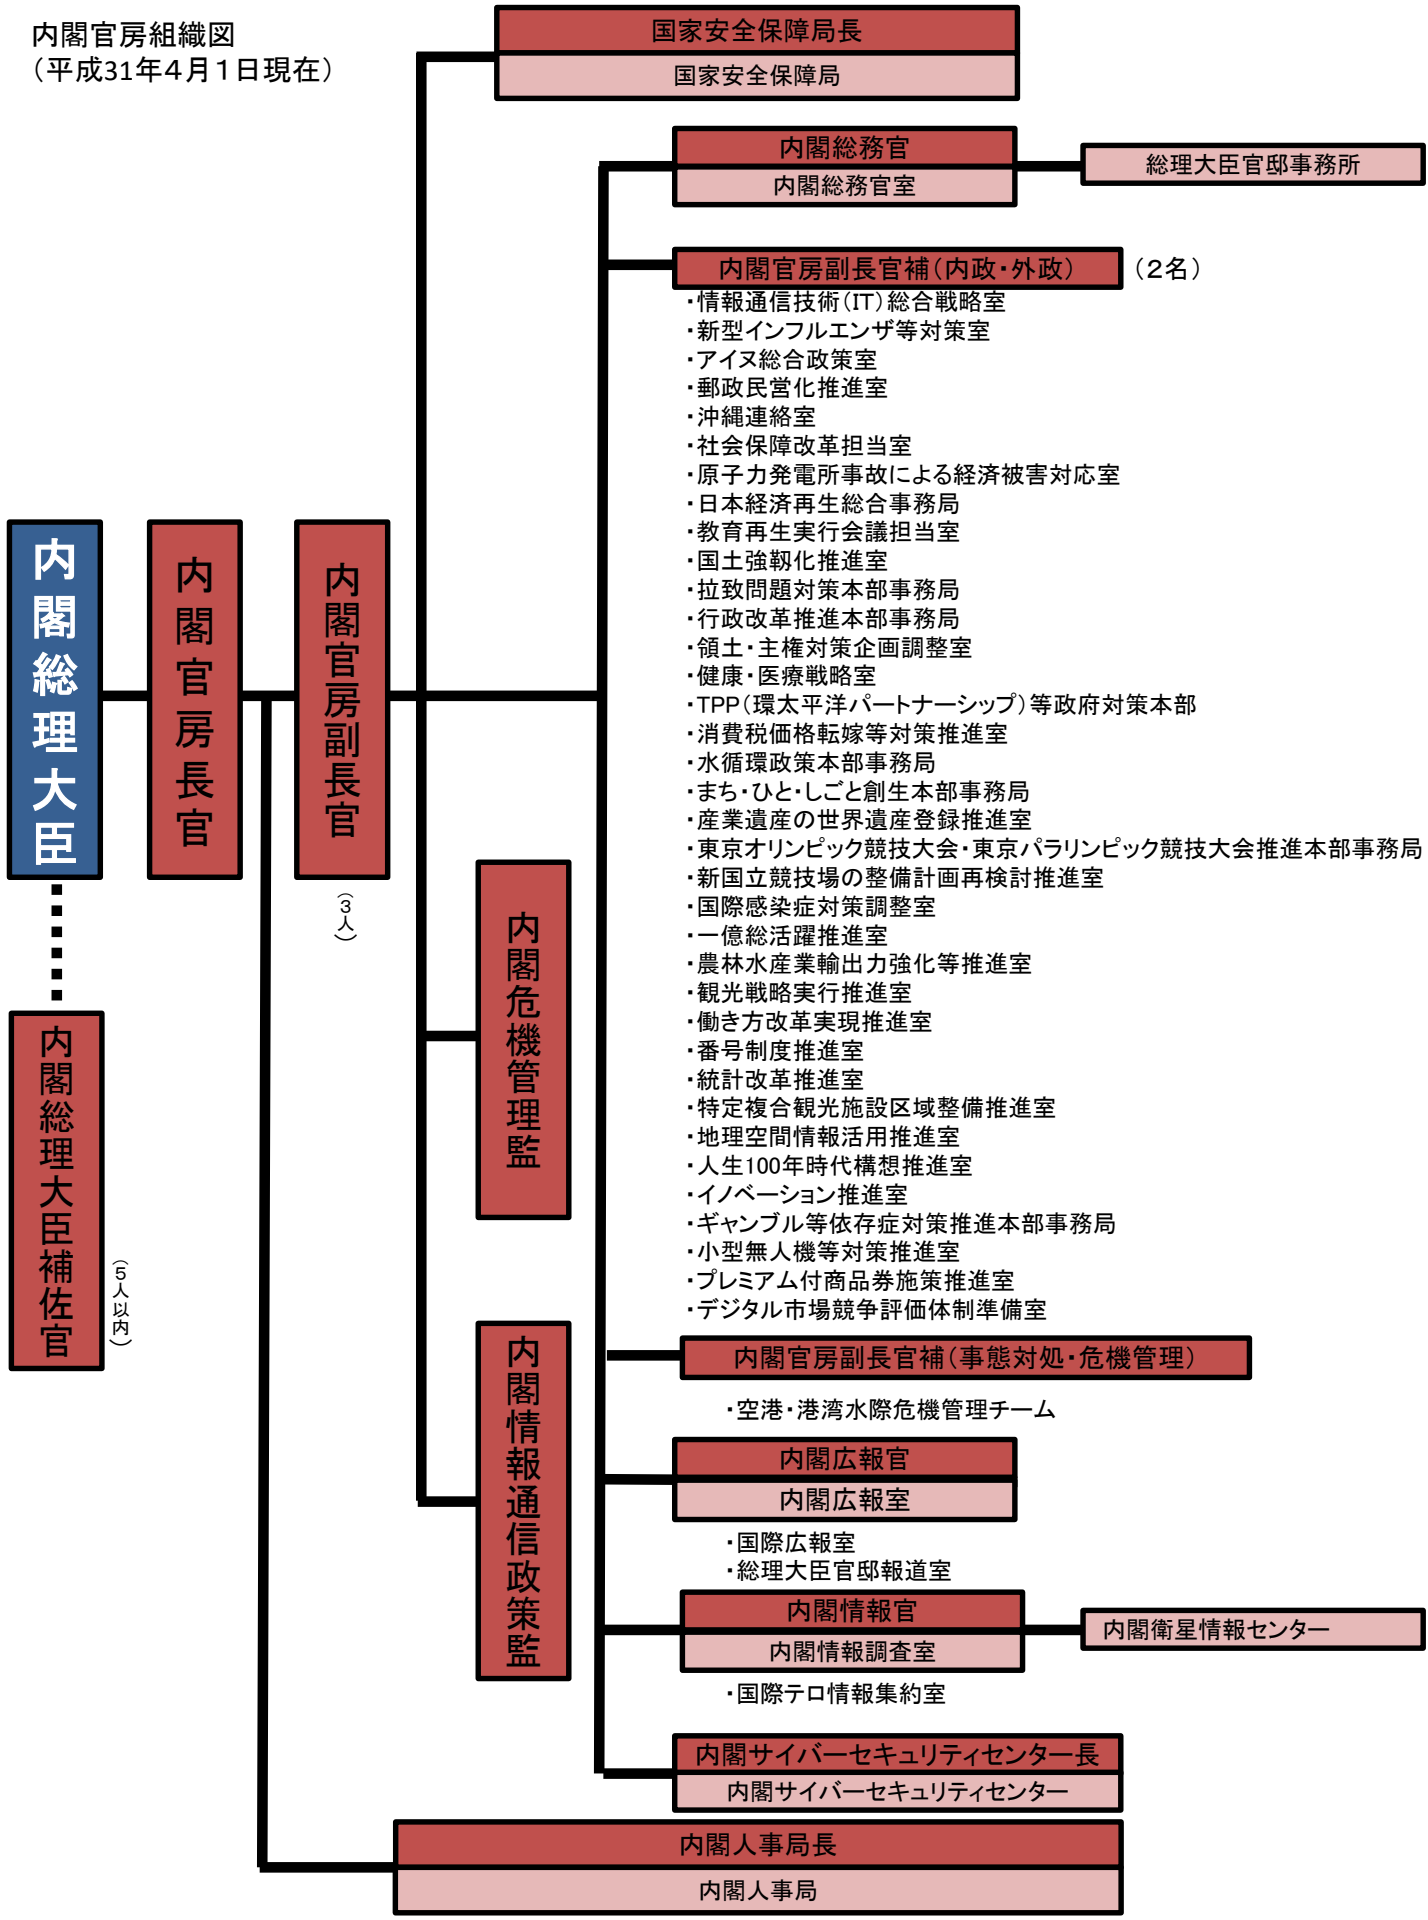 内閣官房組織図
（平成31年４月１日現在）
国家安全保障局長
国家安全保障局
内閣総務官
内閣総務官室
総理大臣官邸事務所
内閣官房副長官補（内政・外政）
（２名）
・情報通信技術（IT）総合戦略室
・新型インフルエンザ等対策室
・アイヌ総合政策室
・郵政民営化推進室
・沖縄連絡室
・社会保障改革担当室
・原子力発電所事故による経済被害対応室
・日本経済再生総合事務局
・教育再生実行会議担当室
・国土強靱化推進室
・拉致問題対策本部事務局
・行政改革推進本部事務局
・領土・主権対策企画調整室
・健康・医療戦略室
・TPP（環太平洋パートナーシップ）等政府対策本部
・消費税価格転嫁等対策推進室
・水循環政策本部事務局
・まち・ひと・しごと創生本部事務局
・産業遺産の世界遺産登録推進室
・東京オリンピック競技大会・東京パラリンピック競技大会推進本部事務局
・新国立競技場の整備計画再検討推進室
・国際感染症対策調整室
・一億総活躍推進室
・農林水産業輸出力強化等推進室
・観光戦略実行推進室
・働き方改革実現推進室
・番号制度推進室
・統計改革推進室
・特定複合観光施設区域整備推進室
・地理空間情報活用推進室
・人生100年時代構想推進室
・イノベーション推進室
・ギャンブル等依存症対策推進本部事務局
・小型無人機等対策推進室
・プレミアム付商品券施策推進室
・デジタル市場競争評価体制準備室
内閣総理大臣
内閣官房長官
内閣官房副長官
（３人）
内閣危機管理監
内閣総理大臣補佐官
（５人以内）
内閣情報通信政策監
内閣官房副長官補（事態対処・危機管理）
・空港・港湾水際危機管理チーム
内閣広報官
内閣広報室
・国際広報室
・総理大臣官邸報道室
内閣情報官
内閣情報調査室
内閣衛星情報センター
・国際テロ情報集約室
内閣サイバーセキュリティセンター長
内閣サイバーセキュリティセンター
内閣人事局長
内閣人事局